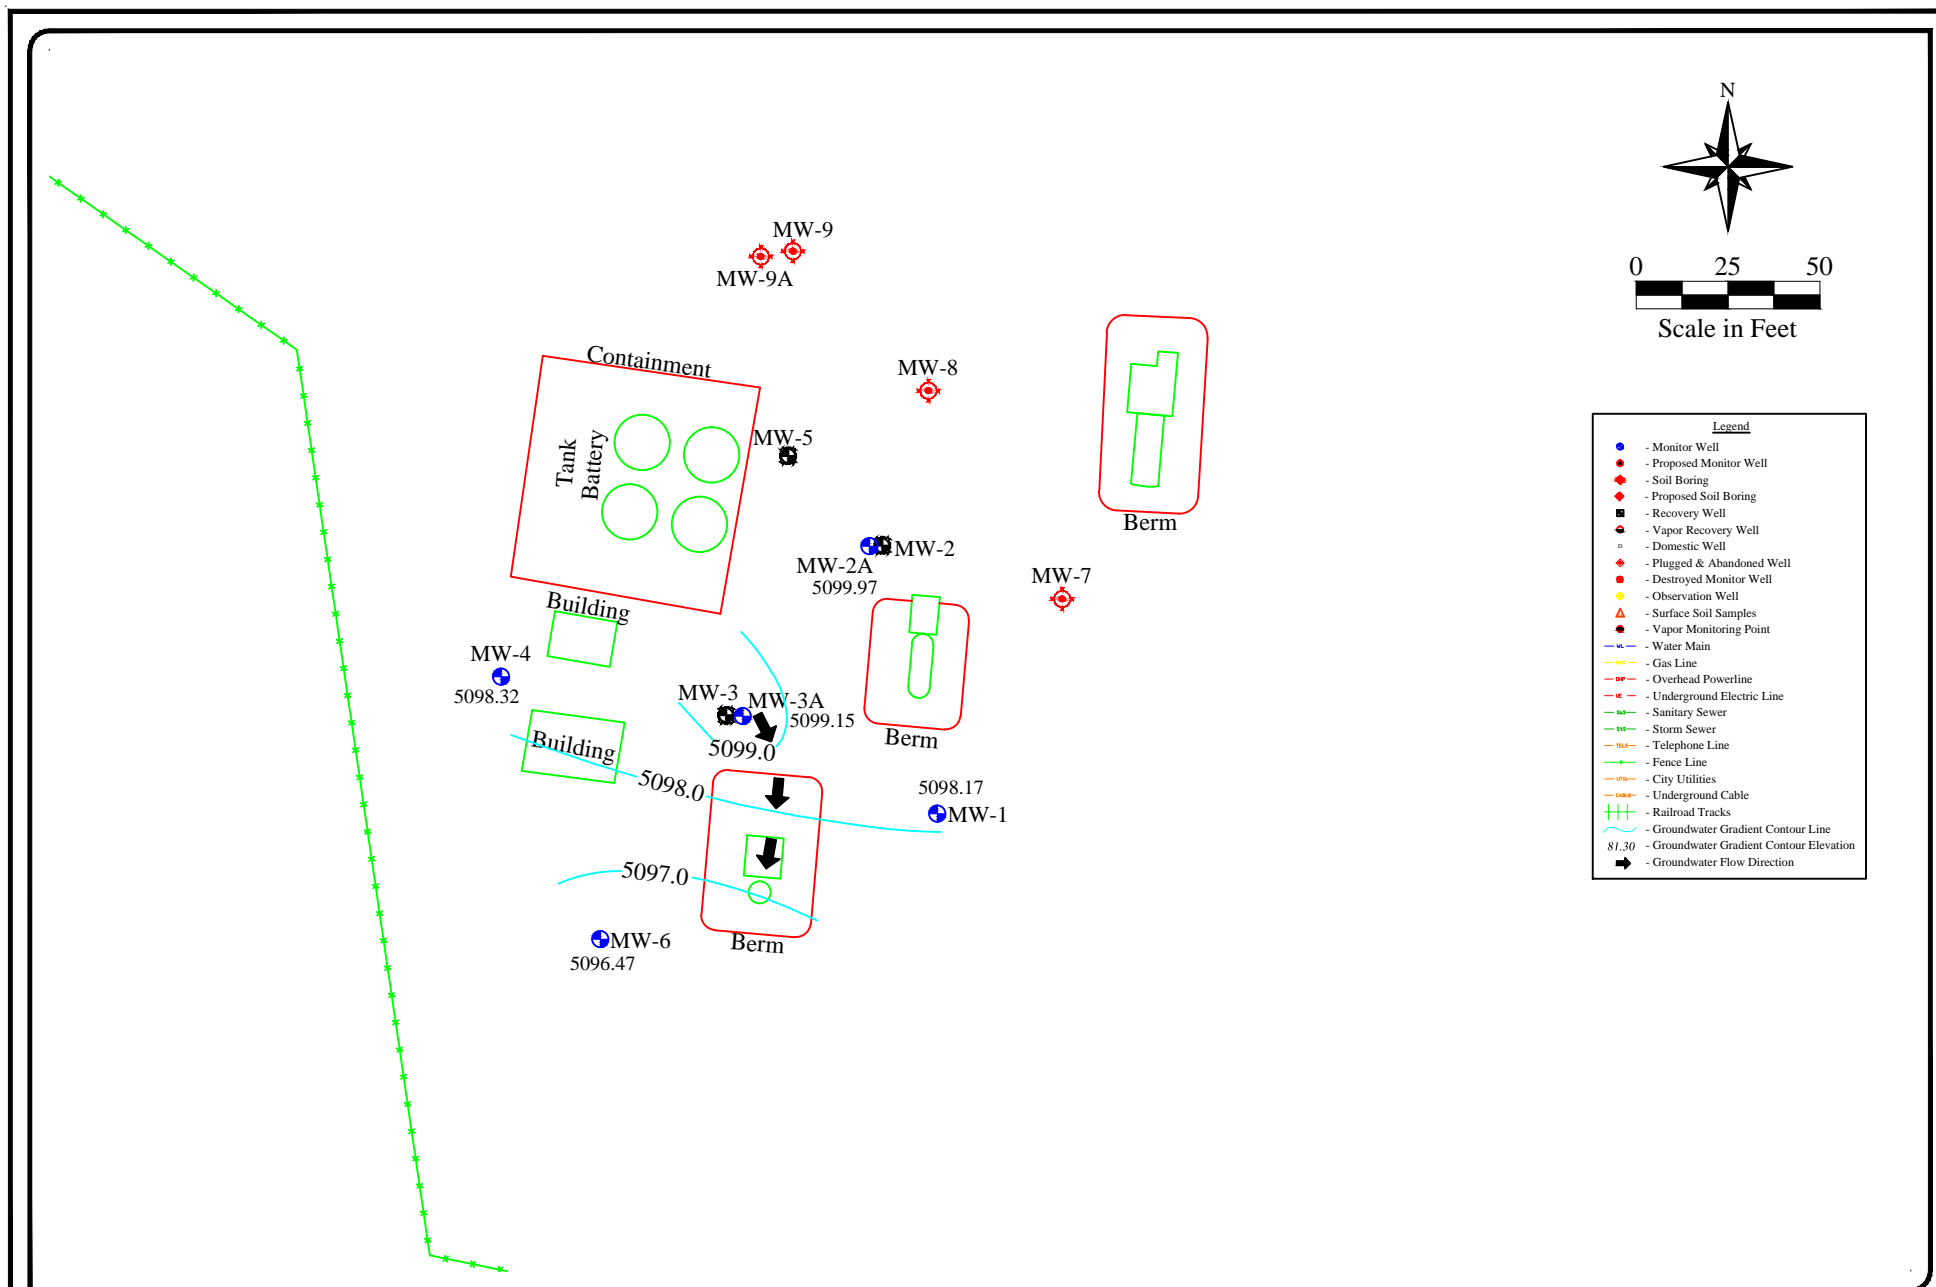 N
0 25 50
Scale in Feet
MW-9
MW-9A
Containment
MW-8
Tank
Battery
MW-5
Berm
MW-2
MW-2A
5099.97
MW-7
Building
MW-4
5098.32
MW-3
MW-3A
5099.15
5099.0
Berm
Building
5098.0
5098.17
MW-1
5097.0
MW-6
5096.47
Berm
Legend
- Monitor Well
- Proposed Monitor Well
- Soil Boring
- Proposed Soil Boring
- Recovery Well
- Vapor Recovery Well
D - Domestic Well
- Plugged & Abandoned Well
- Destroyed Monitor Well
- Observation Well
- Surface Soil Samples
- Vapor Monitoring Point
WL - Water Main
- Gas Line
OHP - Overhead Powerline
UE - Underground Electric Line
- Sanitary Sewer
- Storm Sewer
TELE - Telephone Line
- Fence Line
UTIL - City Utilities
CABLE - Underground Cable
- Railroad Tracks
- Groundwater Gradient Contour Line
81.30 - Groundwater Gradient Contour Elevation
- Groundwater Flow Direction